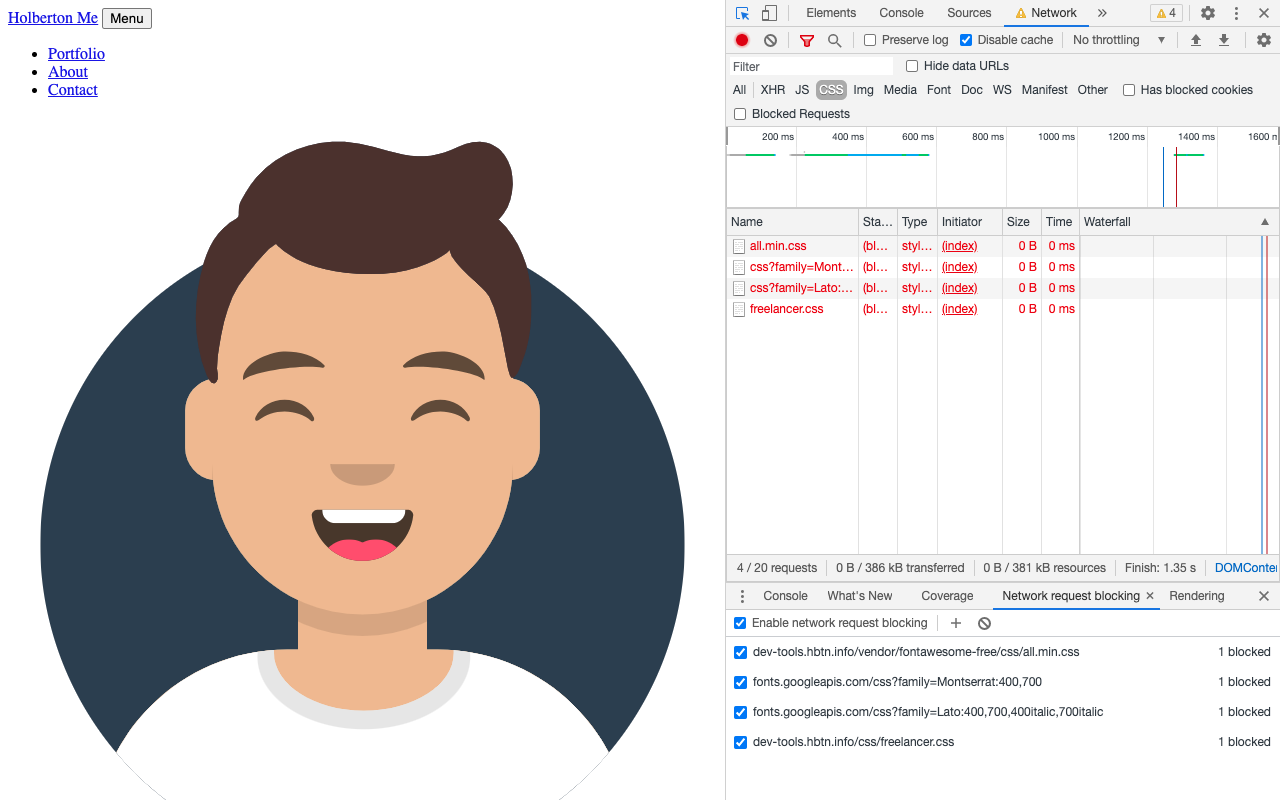 Holberton Me Menu
Portfolio
About
Contact
Elements Console Sources Network 4
Preserve log Disable cache No throttling
Filter Hide data URLs
All XHR JS CSS Img Media Font Doc WS Manifest Other Has blocked cookies
Blocked Requests
200 ms 400 ms 600 ms 800 ms 1000 ms 1200 ms 1400 ms 1600 n
Name Sta… Type Initiator Size Time Waterfall
all.min.css (bl… styl… (index) 0 B 0 ms
css?family=Mont… (bl… styl… (index) 0 B 0 ms
css?family=Lato:… (bl… styl… (index) 0 B 0 ms
freelancer.css (bl… styl… (index) 0 B 0 ms
4 / 20 requests 0 B / 386 kB transferred 0 B / 381 kB resources Finish: 1.35 s DOMConte
Console What's New Coverage Network request blocking Rendering
Enable network request blocking
dev-tools.hbtn.info/vendor/fontawesome-free/css/all.min.css 1 blocked
fonts.googleapis.com/css?family=Montserrat:400,700 1 blocked
fonts.googleapis.com/css?family=Lato:400,700,400italic,700italic 1 blocked
dev-tools.hbtn.info/css/freelancer.css 1 blocked